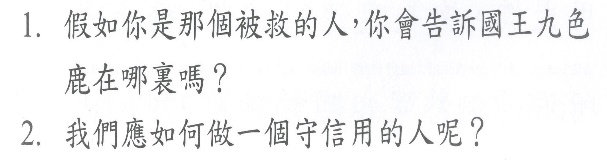 1. 假如你是那個被救的人，你會告訴國王九色
鹿在哪裏嗎？
2. 我們應如何做一個守信用的人呢？